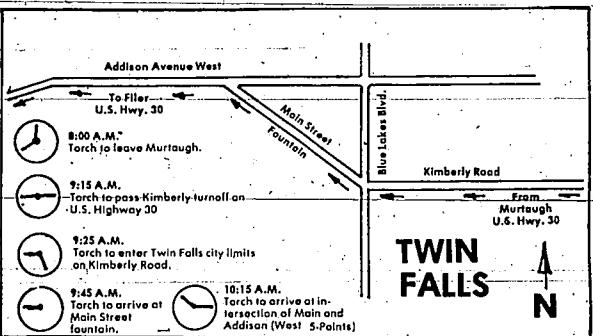 Addison Avenue West
To Filer
U.S. Hwy. 30
Main Street
Fountain
Blue Lakes Blvd.
Kimberly Road
From
Murtaugh
U.S. Hwy. 30
8:00 A.M.
Torch to leave Murtaugh.
9:15 A.M.
Torch to pass Kimberly turnoff on
U.S. Highway 30
9:25 A.M.
Torch to enter Twin Falls city limits
on Kimberly Road.
9:45 A.M.
Torch to arrive at
Main Street
fountain.
10:15 A.M.
Torch to arrive at in-
tersection of Main and
Addison (West 5-Points)
TWIN
FALLS
N